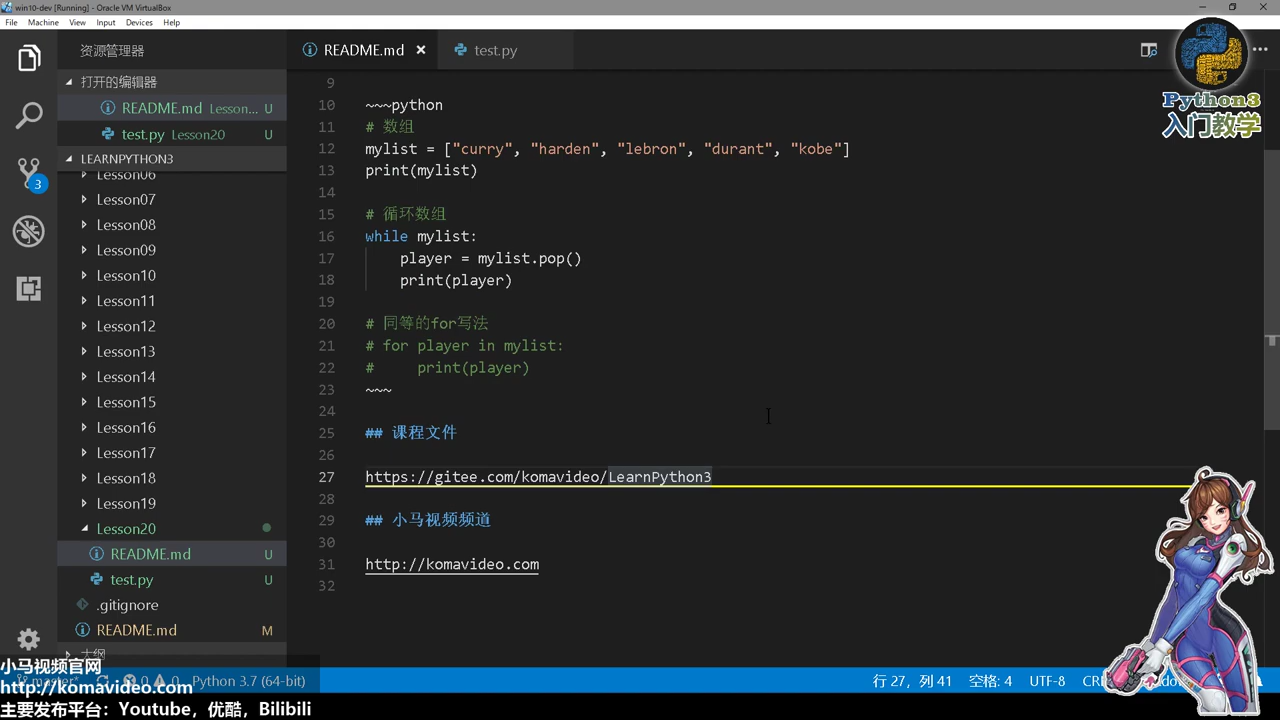 win10-dev [Running] - Oracle VM VirtualBox
File Machine View Input Devices Help
资源管理器
README.md
test.py
打开的编辑器
README.md Lesson... U
test.py Lesson20 U
LEARNPYTHON3
Lesson06
Lesson07
Lesson08
Lesson09
Lesson10
Lesson11
Lesson12
Lesson13
Lesson14
Lesson15
Lesson16
Lesson17
Lesson18
Lesson19
Lesson20
README.md U
test.py U
.gitignore
README.md M
大纲
3
9
10 ~~~python
11 # 数组
12 mylist = ["curry", "harden", "lebron", "durant", "kobe"]
13 print(mylist)
14
15 # 循环数组
16 while mylist:
17 player = mylist.pop()
18 print(player)
19
20 # 同等的for写法
21 # for player in mylist:
22 # print(player)
23 ~~~
24
25 ## 课程文件
26
27 https://gitee.com/komavideo/LearnPython3
28
29 ## 小马视频频道
30
31 http://komavideo.com
32
Python3
入门教学
master* 0 0 Python 3.7 (64-bit)
行 27，列 41 空格: 4 UTF-8
小马视频官网
http://komavideo.com
主要发布平台：Youtube，优酷，Bilibili